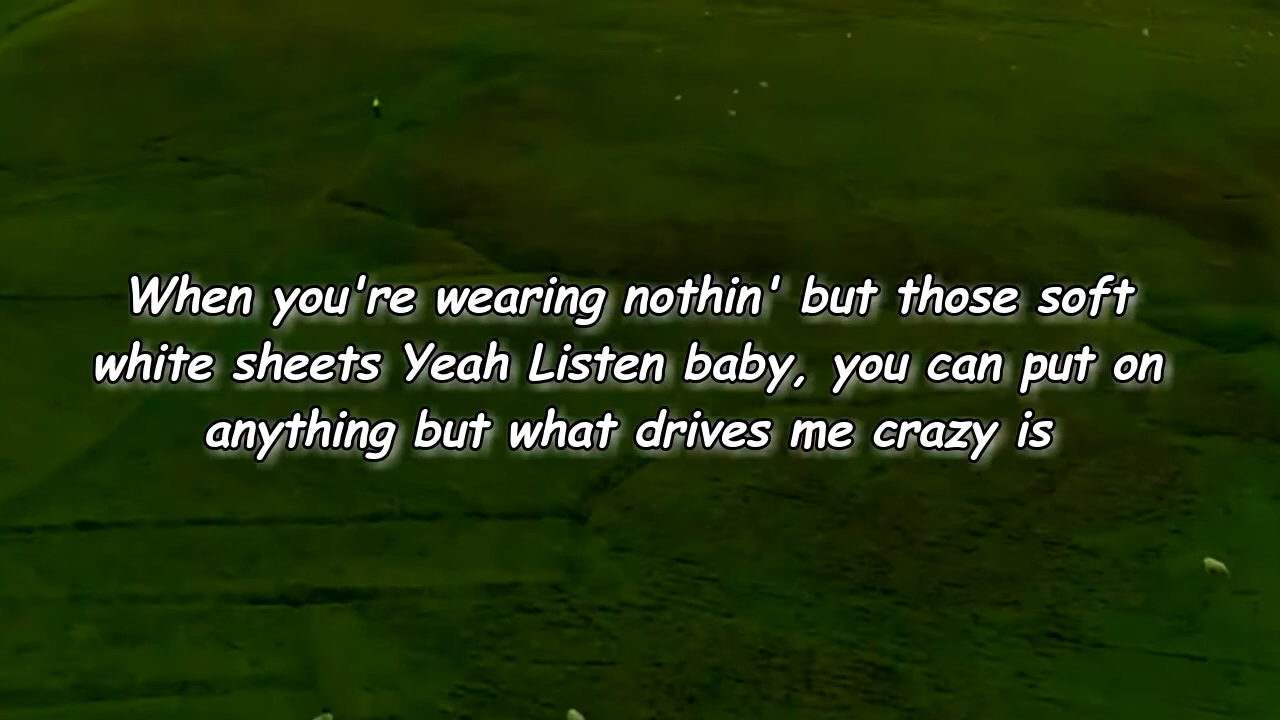 When you're wearing nothin' but those soft
white sheets Yeah Listen baby, you can put on
anything but what drives me crazy is